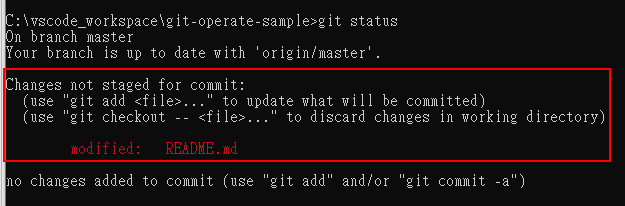 C:\vscode_workspace\git-operate-sample>git status
On branch master
Your branch is up to date with 'origin/master'.
Changes not staged for commit:
(use "git add <file>..." to update what will be committed)
(use "git checkout -- <file>..." to discard changes in working directory)
modified: README.md
no changes added to commit (use "git add" and/or "git commit -a")